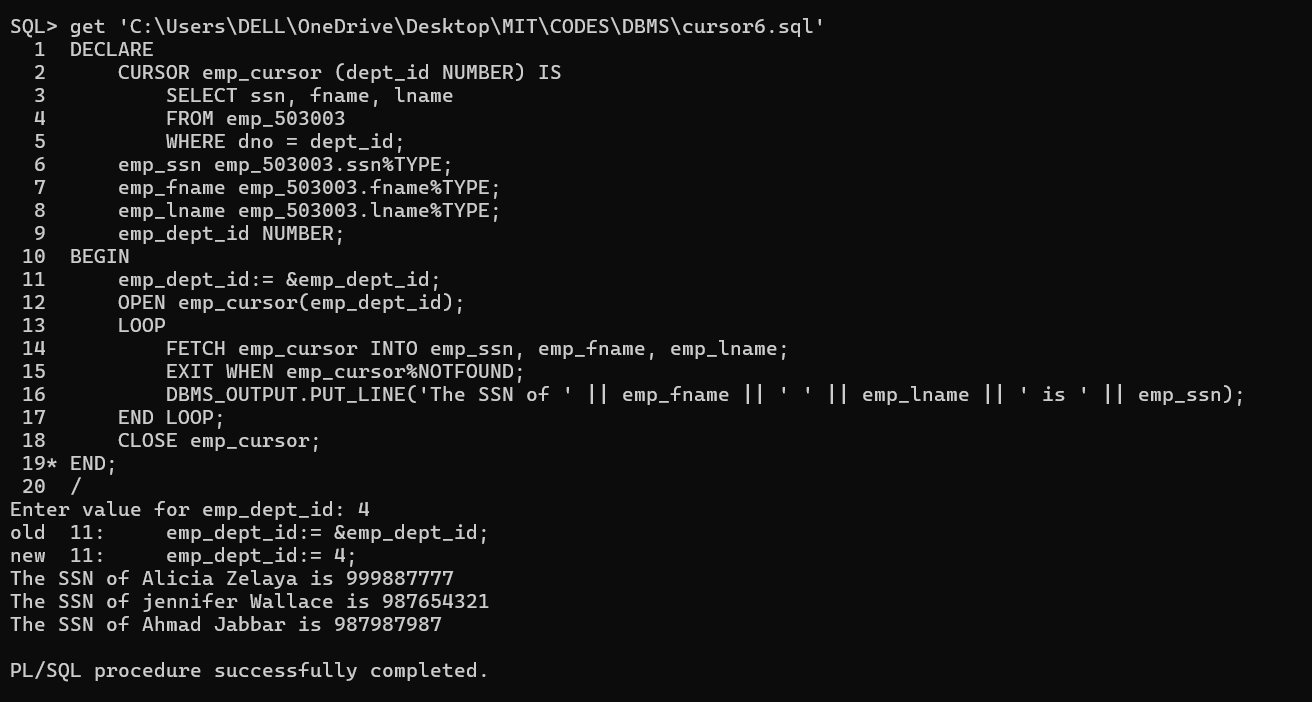 SQL> get 'C:\Users\DELL\OneDrive\Desktop\MIT\CODES\DBMS\cursor6.sql'
  1  DECLARE
  2      CURSOR emp_cursor (dept_id NUMBER) IS
  3          SELECT ssn, fname, lname
  4          FROM emp_503003
  5          WHERE dno = dept_id;
  6      emp_ssn emp_503003.ssn%TYPE;
  7      emp_fname emp_503003.fname%TYPE;
  8      emp_lname emp_503003.lname%TYPE;
  9      emp_dept_id NUMBER;
 10  BEGIN
 11      emp_dept_id:= &emp_dept_id;
 12      OPEN emp_cursor(emp_dept_id);
 13      LOOP
 14          FETCH emp_cursor INTO emp_ssn, emp_fname, emp_lname;
 15          EXIT WHEN emp_cursor%NOTFOUND;
 16          DBMS_OUTPUT.PUT_LINE('The SSN of ' || emp_fname || ' ' || emp_lname || ' is ' || emp_ssn);
 17      END LOOP;
 18      CLOSE emp_cursor;
 19* END;
 20  /
Enter value for emp_dept_id: 4
old  11:     emp_dept_id:= &emp_dept_id;
new  11:     emp_dept_id:= 4;
The SSN of Alicia Zelaya is 999887777
The SSN of jennifer Wallace is 987654321
The SSN of Ahmad Jabbar is 987987987

PL/SQL procedure successfully completed.